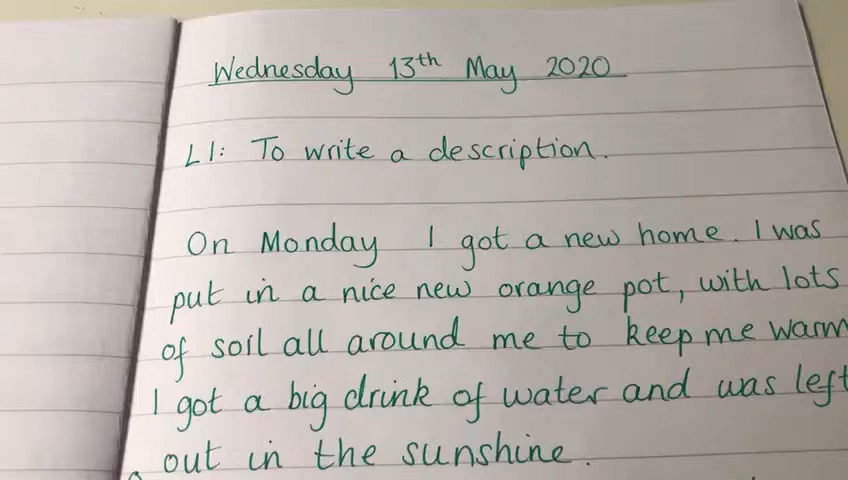 Wednesday 13th May 2020
LI: To write a description.
On Monday I got a new home. I was
put in a nice new orange pot, with lots
of soil all around me to keep me warm
I got a big drink of water and was left
out in the sunshine.